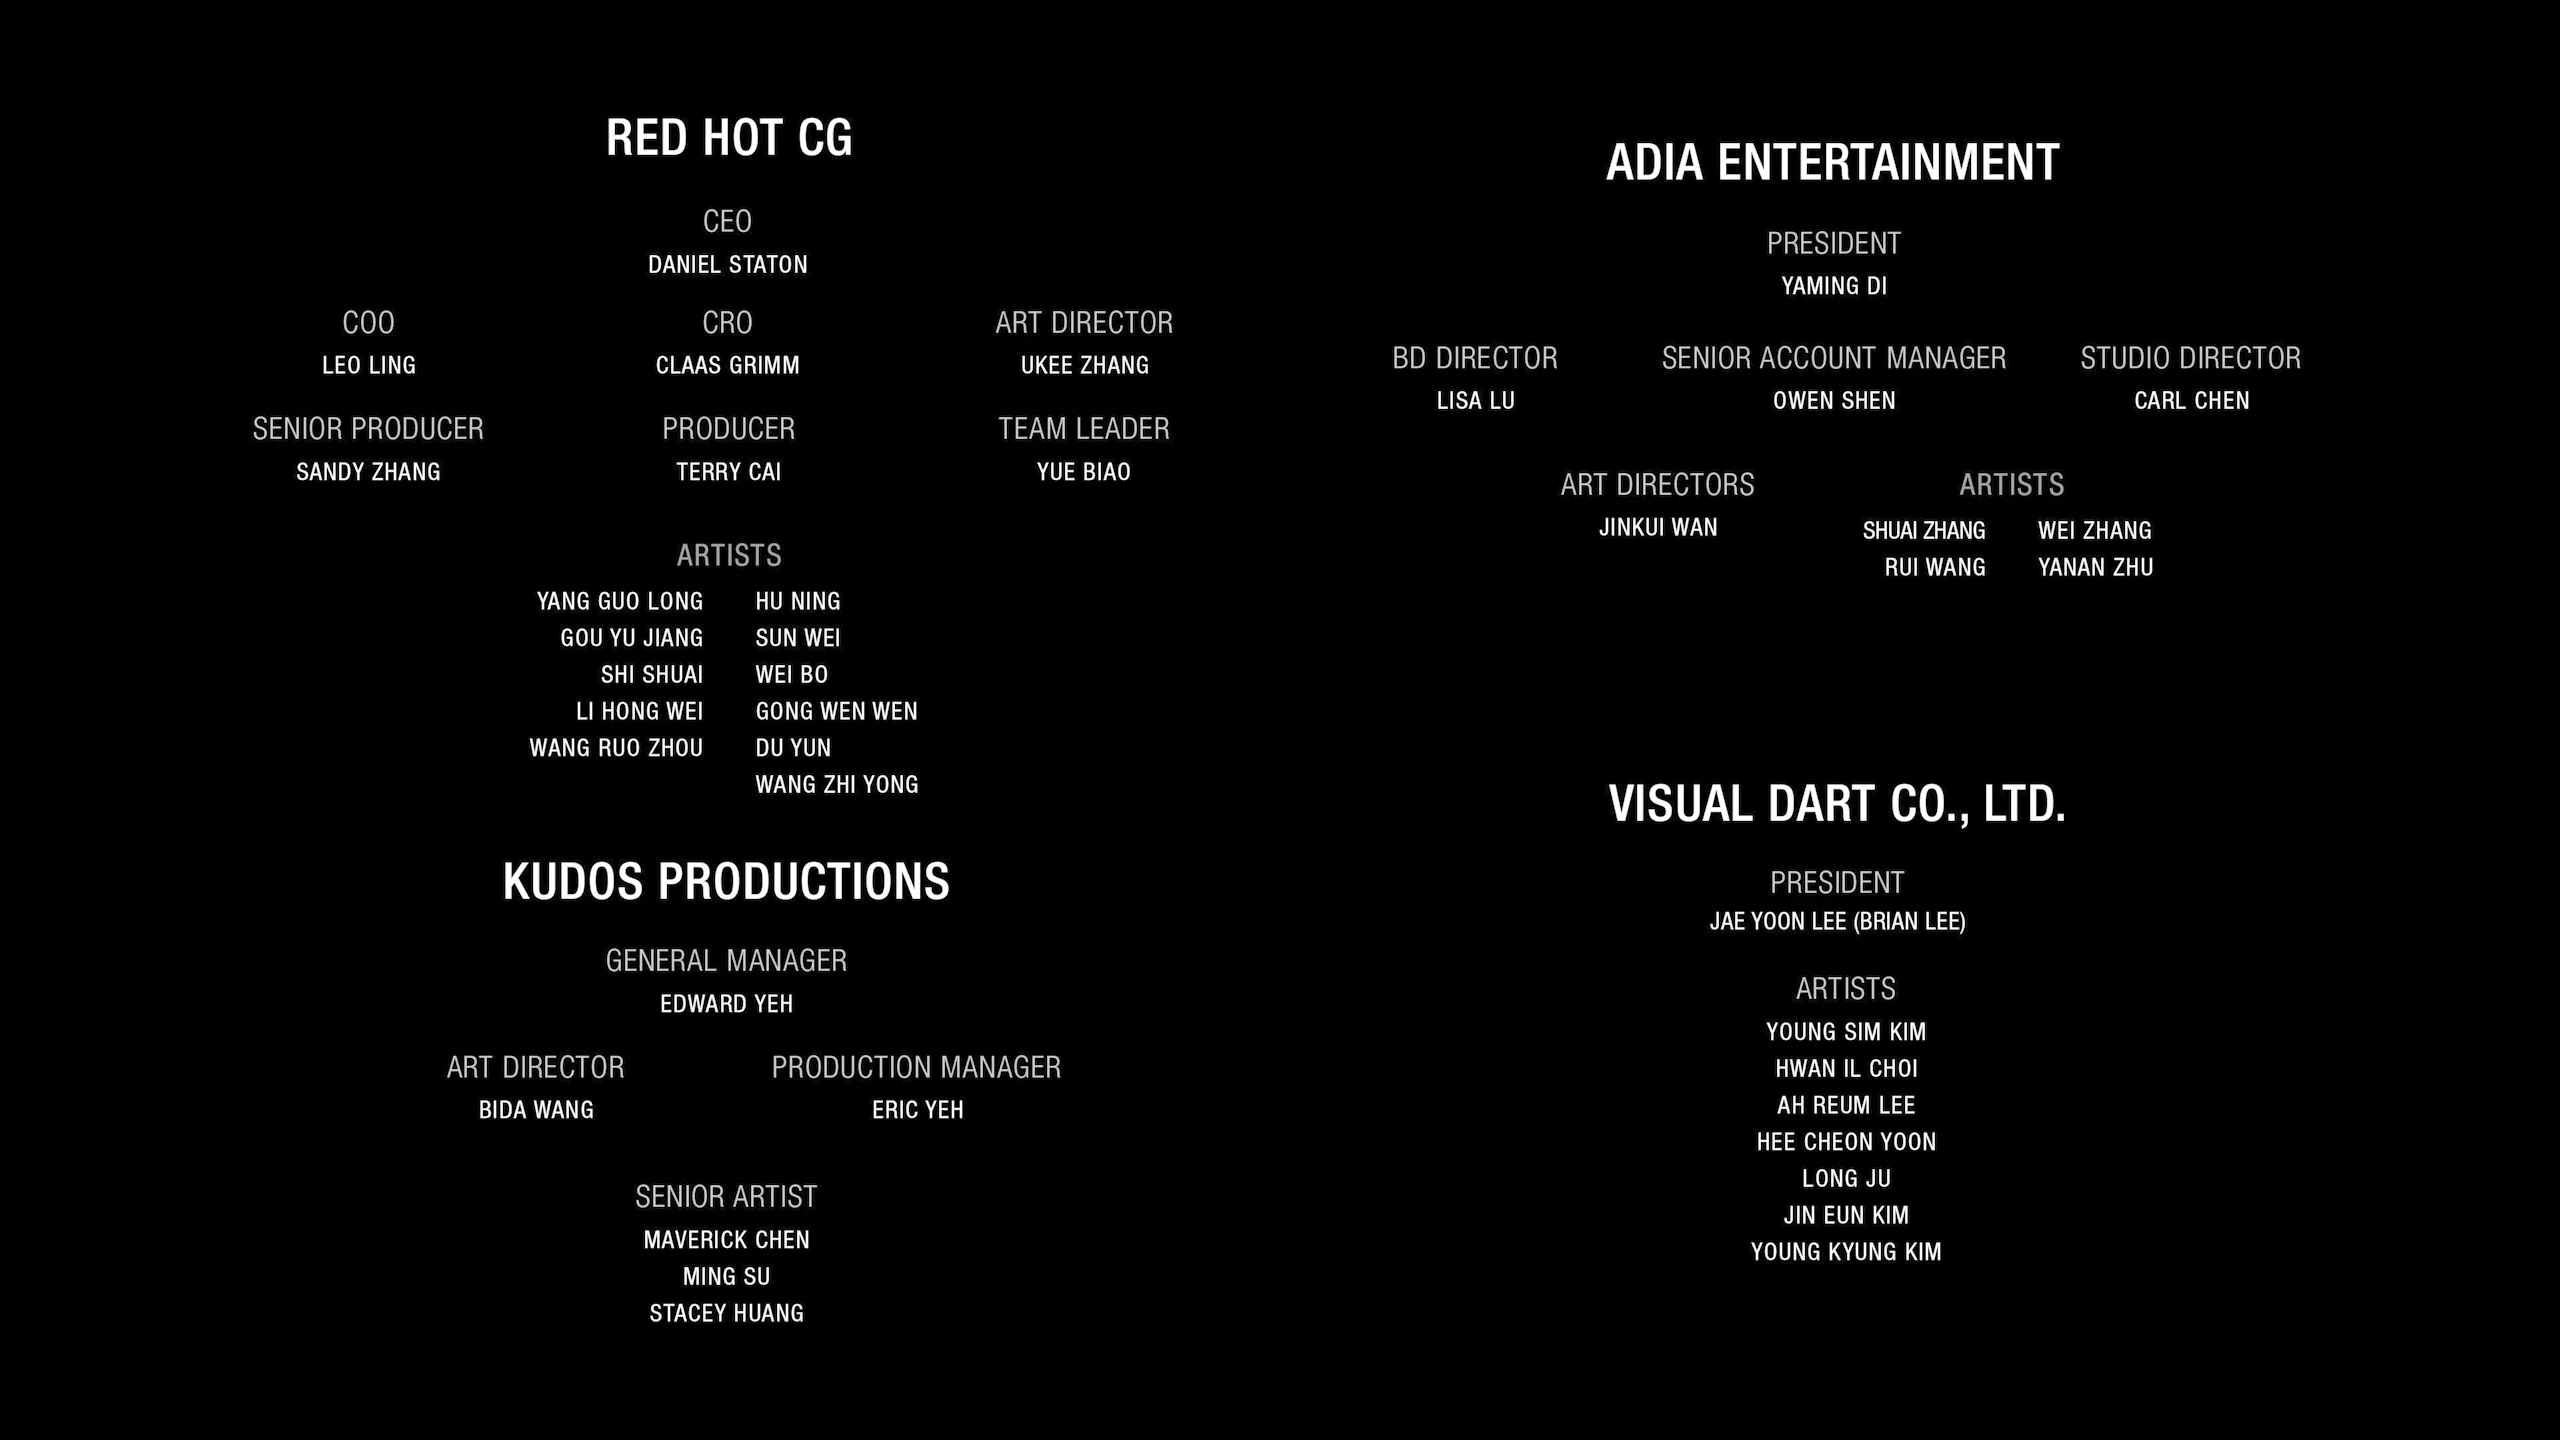 RED HOT CG
CEO
DANIEL STATON
COO CRO ART DIRECTOR
LEO LING CLAAS GRIMM UKEE ZHANG
SENIOR PRODUCER PRODUCER TEAM LEADER
SANDY ZHANG TERRY CAI YUE BIAO
ARTISTS
YANG GUO LONG HU NING
GOU YU JIANG SUN WEI
SHI SHUAI WEI BO
LI HONG WEI GONG WEN WEN
WANG RUO ZHOU DU YUN
WANG ZHI YONG
KUDOS PRODUCTIONS
GENERAL MANAGER
EDWARD YEH
ART DIRECTOR PRODUCTION MANAGER
BIDA WANG ERIC YEH
SENIOR ARTIST
MAVERICK CHEN
MING SU
STACEY HUANG
ADIA ENTERTAINMENT
PRESIDENT
YAMING DI
BD DIRECTOR SENIOR ACCOUNT MANAGER STUDIO DIRECTOR
LISA LU OWEN SHEN CARL CHEN
ART DIRECTORS ARTISTS
JINKUI WAN SHUAI ZHANG WEI ZHANG
RUI WANG YANAN ZHU
VISUAL DART CO., LTD.
PRESIDENT
JAE YOON LEE (BRIAN LEE)
ARTISTS
YOUNG SIM KIM
HWAN IL CHOI
AH REUM LEE
HEE CHEON YOON
LONG JU
JIN EUN KIM
YOUNG KYUNG KIM